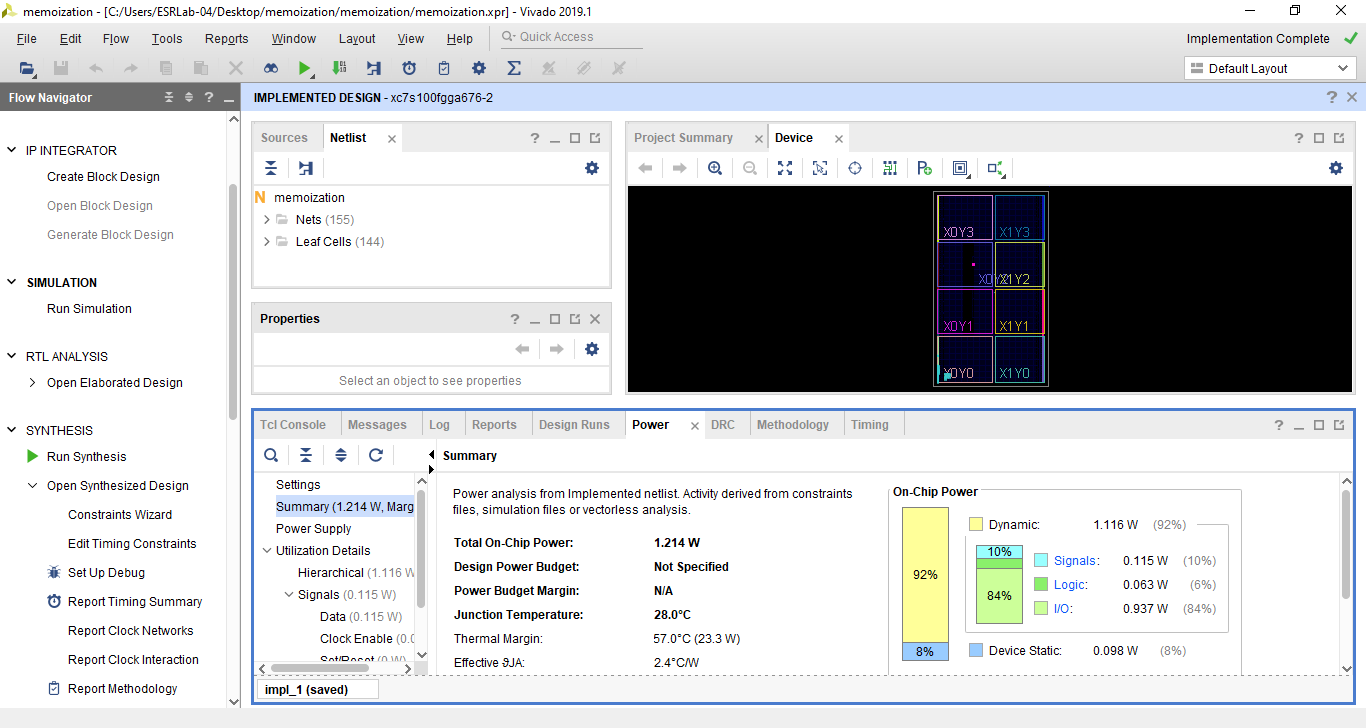 memoization - [C:/Users/ESRLab-04/Desktop/memoization/memoization/memoization.xpr] - Vivado 2019.1
File Edit Flow Tools Reports Window Layout View Help Quick Access
Implementation Complete
Default Layout
Flow Navigator
IP INTEGRATOR
Create Block Design
Open Block Design
Generate Block Design
SIMULATION
Run Simulation
RTL ANALYSIS
Open Elaborated Design
SYNTHESIS
Run Synthesis
Open Synthesized Design
Constraints Wizard
Edit Timing Constraints
Set Up Debug
Report Timing Summary
Report Clock Networks
Report Clock Interaction
Report Methodology
IMPLEMENTED DESIGN - xc7s100fgga676-2
Sources Netlist
memoization
Nets (155)
Leaf Cells (144)
Properties
Select an object to see properties
Project Summary Device
X0Y3 X1Y3
X1Y2
X0Y1 X1Y1
X0Y0 X1Y0
Tcl Console Messages Log Reports Design Runs Power DRC Methodology Timing
Settings
Summary (1.214 W, Marg
Power Supply
Utilization Details
Hierarchical (1.116 W
Signals (0.115 W)
Data (0.115 W)
Clock Enable (0.0
Set/Reset (0 W)
Summary
Power analysis from Implemented netlist. Activity derived from constraints
files, simulation files or vectorless analysis.
Total On-Chip Power: 1.214 W
Design Power Budget: Not Specified
Power Budget Margin: N/A
Junction Temperature: 28.0°C
Thermal Margin: 57.0°C (23.3 W)
Effective ϑJA: 2.4°C/W
On-Chip Power
92%
8%
Dynamic: 1.116 W (92%)
10%
84%
Signals: 0.115 W (10%)
Logic: 0.063 W (6%)
I/O: 0.937 W (84%)
Device Static: 0.098 W (8%)
impl_1 (saved)